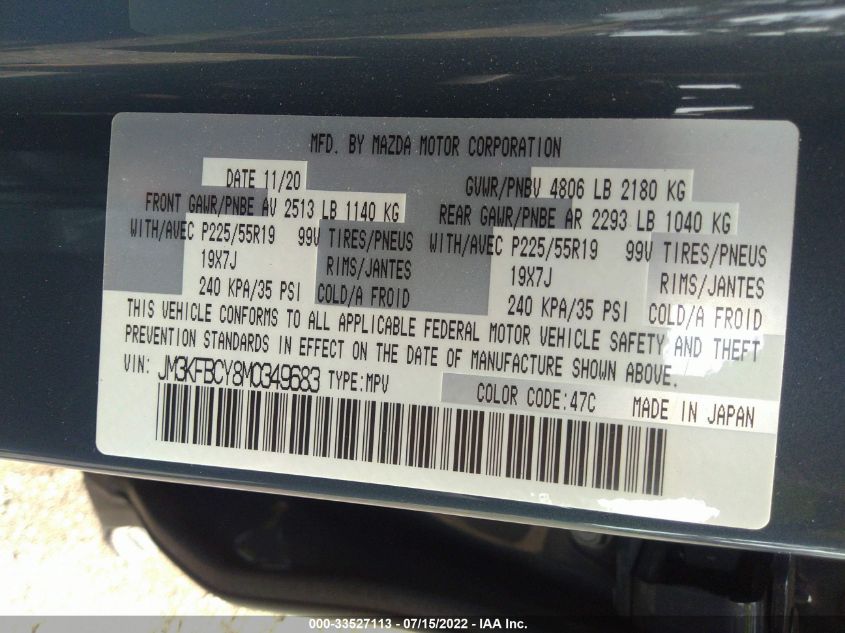 MFD. BY MAZDA MOTOR CORPORATION
DATE 11/20 GVWR/PNBV 4806 LB 2180 KG
FRONT GAWR/PNBE AV 2513 LB 1140 KG REAR GAWR/PNBE AR 2293 LB 1040 KG
WITH/AVEC P225/55R19 99V TIRES/PNEUS WITH/AVEC P225/55R19 99V TIRES/PNEUS
19X7J RIMS/JANTES 19X7J RIMS/JANTES
240 KPA/35 PSI COLD/A FROID 240 KPA/35 PSI COLD/A FROID
THIS VEHICLE CONFORMS TO ALL APPLICABLE FEDERAL MOTOR VEHICLE SAFETY AND THEFT
PREVENTION STANDARDS IN EFFECT ON THE DATE OF MANUFACTURE SHOWN ABOVE.
VIN: JM3KFBCY8M0349683 TYPE:MPV
COLOR CODE:47C MADE IN JAPAN
000-33527113 - 07/15/2022 - IAA Inc.